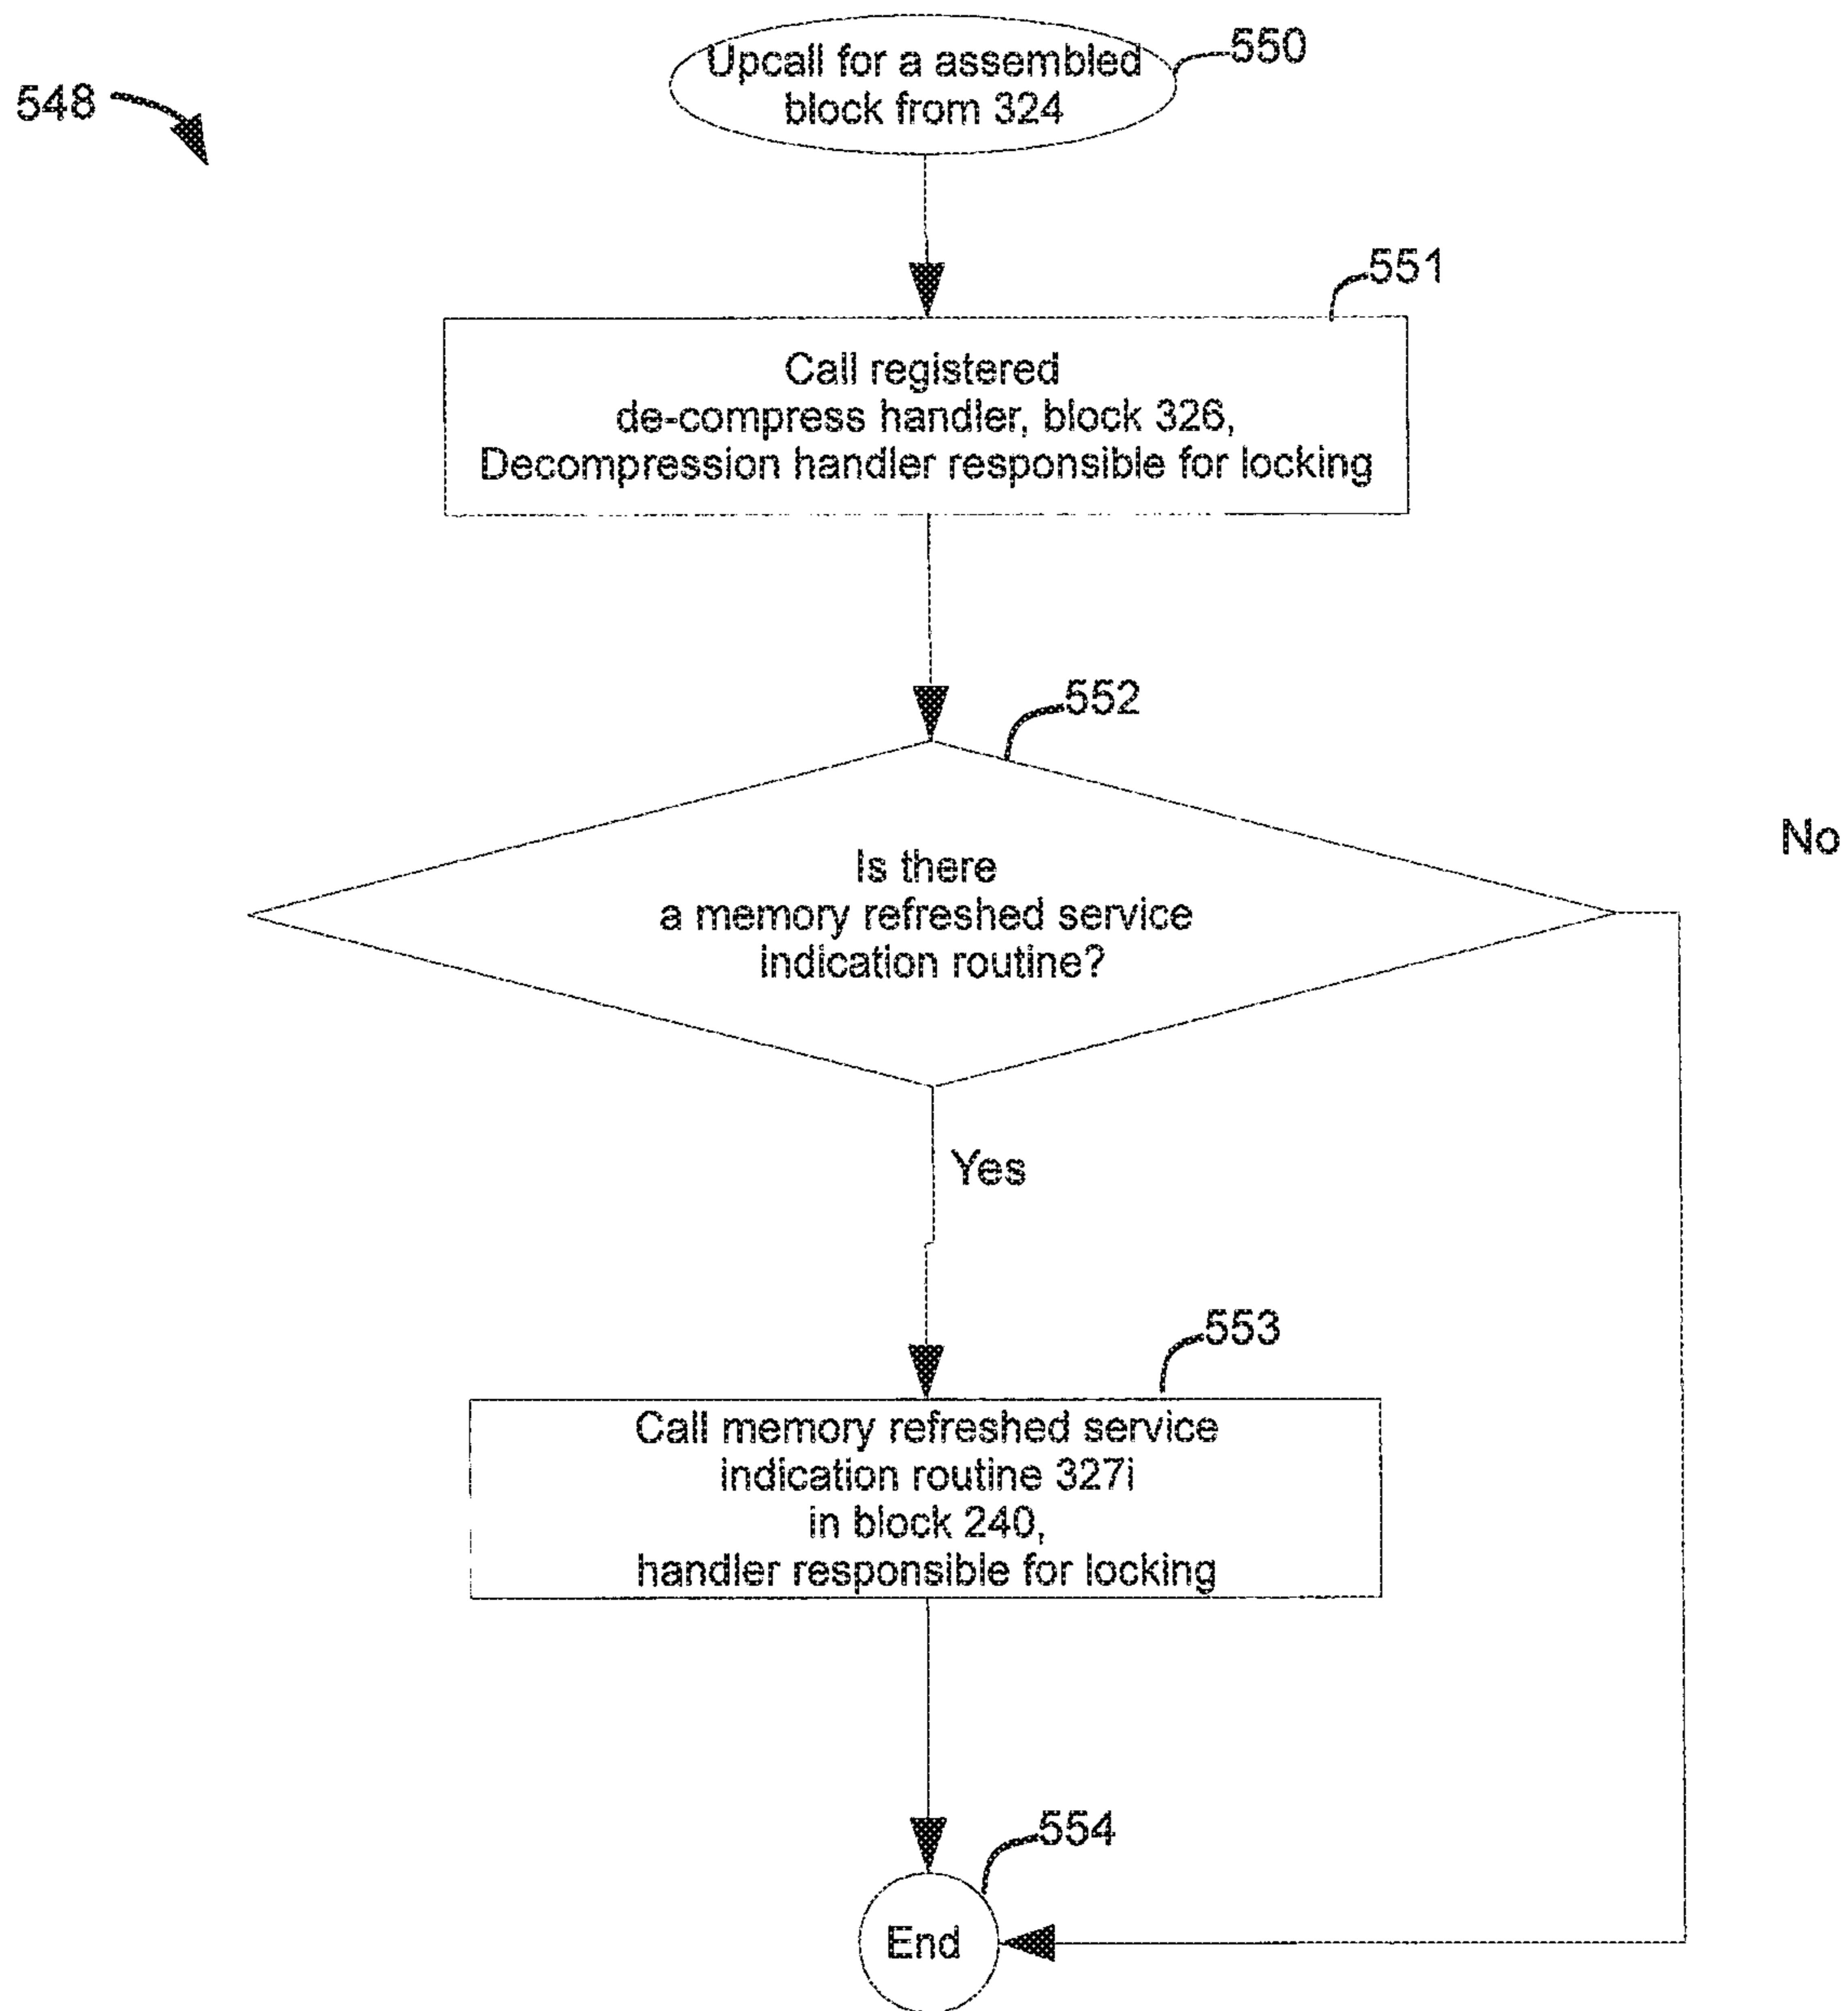 Upcall for a assembled
block from 324
550
548
551
Call registered
de-compress handler, block 326,
Decompression handler responsible for locking
552
No
Is there
a memory refreshed service
indication routine?
Yes
553
Call memory refreshed service
indication routine 327i
in block 240,
handler responsible for locking
554
End